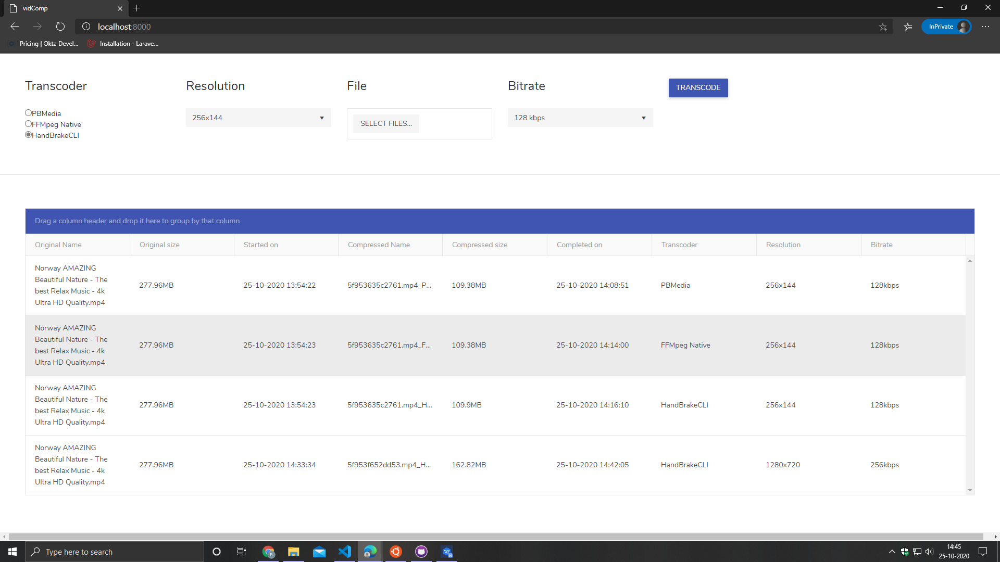 vidComp
localhost:8000
InPrivate
Pricing | Okta Devel...
Installation - Larave...
Transcoder
Resolution
File
Bitrate
TRANSCODE
PBMedia
FFMpeg Native
HandBrakeCLI
256x144
SELECT FILES...
128 kbps
Drag a column header and drop it here to group by that column
Original Name Original size Started on Compressed Name Compressed size Completed on Transcoder Resolution Bitrate
Norway AMAZING
Beautiful Nature - The
best Relax Music - 4k
Ultra HD Quality.mp4
277.96MB 25-10-2020 13:54:22 5f953635c2761.mp4_P... 109.38MB 25-10-2020 14:08:51 PBMedia 256x144 128kbps
Norway AMAZING
Beautiful Nature - The
best Relax Music - 4k
Ultra HD Quality.mp4
277.96MB 25-10-2020 13:54:23 5f953635c2761.mp4_F... 109.38MB 25-10-2020 14:14:00 FFMpeg Native 256x144 128kbps
Norway AMAZING
Beautiful Nature - The
best Relax Music - 4k
Ultra HD Quality.mp4
277.96MB 25-10-2020 13:54:23 5f953635c2761.mp4_H... 109.9MB 25-10-2020 14:16:10 HandBrakeCLI 256x144 128kbps
Norway AMAZING
Beautiful Nature - The
best Relax Music - 4k
Ultra HD Quality.mp4
277.96MB 25-10-2020 14:33:34 5f953f652dd53.mp4_H... 162.82MB 25-10-2020 14:42:05 HandBrakeCLI 1280x720 256kbps
Type here to search
14:45
25-10-2020